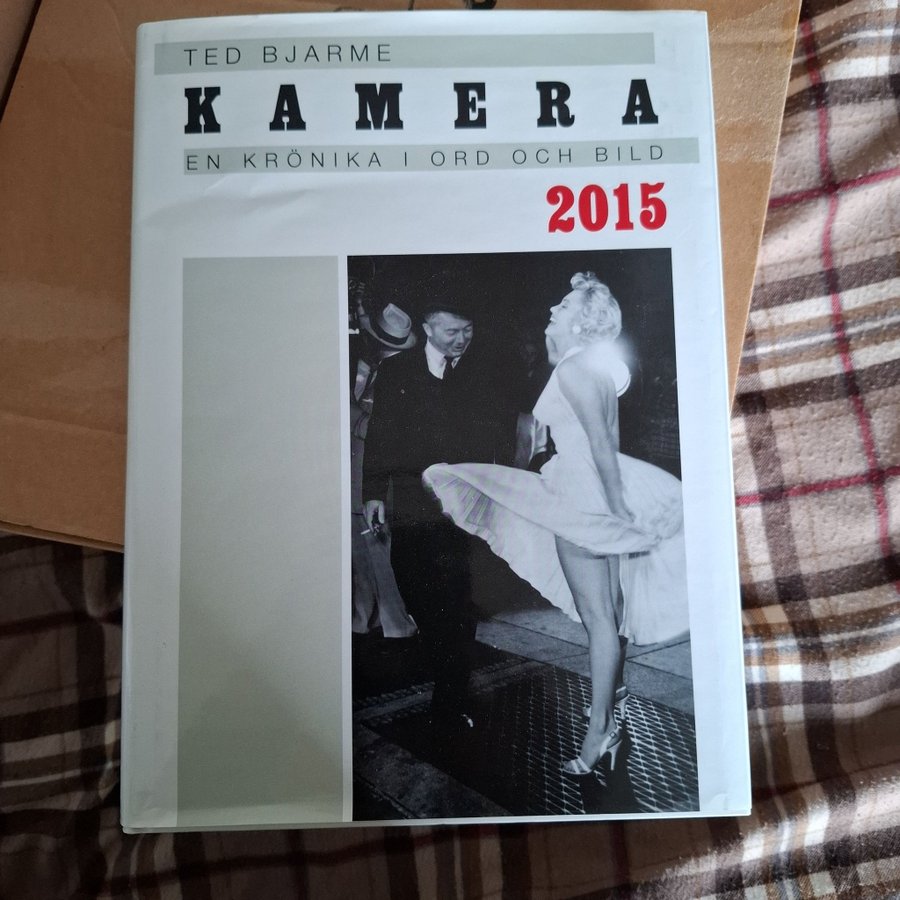 TED BJARME
KAMERA
EN KRÖNIKA I ORD OCH BILD
2015